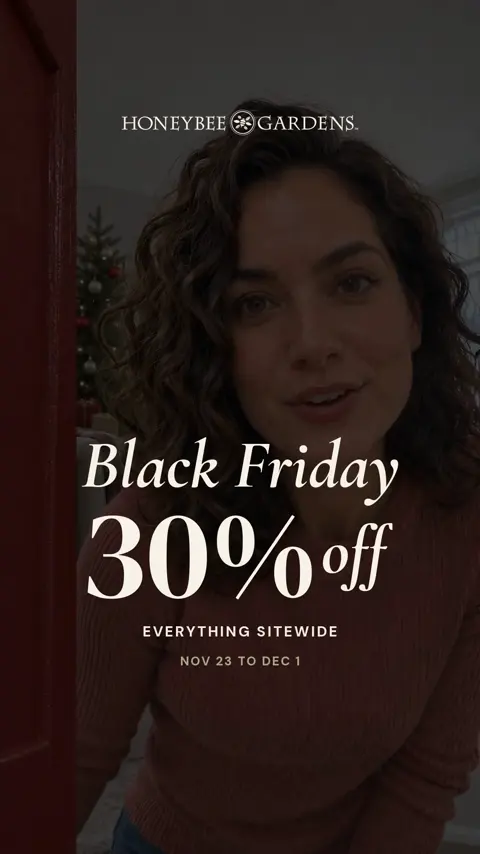 HONEYBEE GARDENS
Black Friday
30% off
EVERYTHING SITEWIDE
NOV 23 TO DEC 1